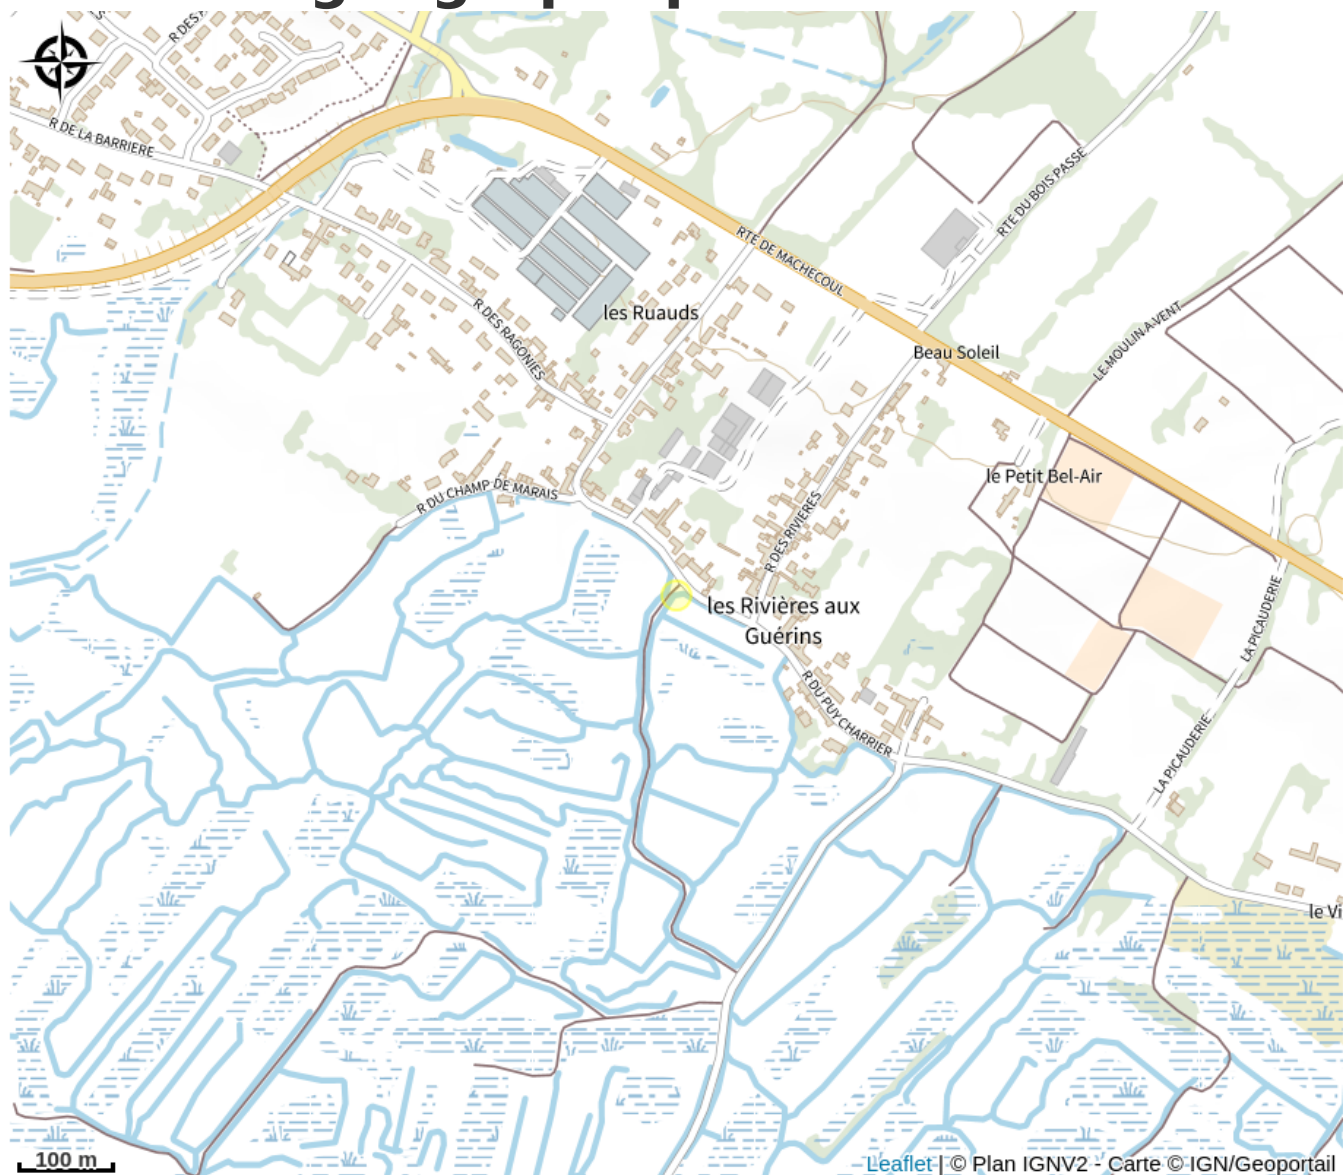 R DES
R DE LA BARRIERE
RTE DU BOIS PASSE
RTE DE MACHECOUL
les Ruauds
R DES RAGONIES
Beau Soleil
LE MOULIN A VENT
le Petit Bel-Air
R DU CHAMP DE MARAIS
R DES RIVIERES
les Rivières aux
Guérins
LA PICAUDERIE
R DU PUY CHARRIER
LA PICAUDERIE
le Vi
100 m
Leaflet | © Plan IGNV2 - Carte © IGN/Geoportail